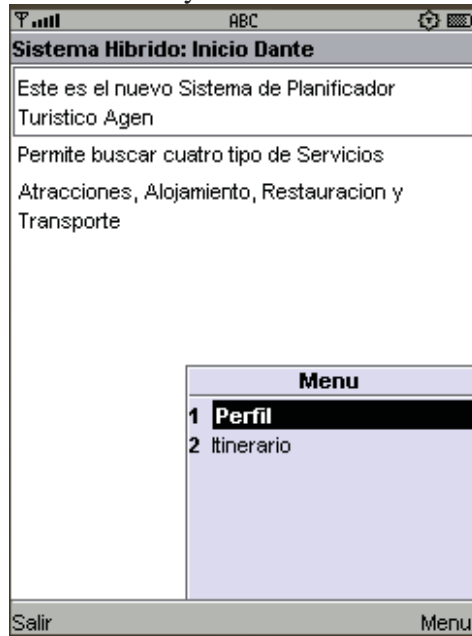 ABC
Sistema Hibrido: Inicio Dante
Este es el nuevo Sistema de Planificador
Turistico Agen
Permite buscar cuatro tipo de Servicios
Atracciones, Alojamiento, Restauracion y
Transporte
Menu
1 Perfil
2 Itinerario
Salir Menu